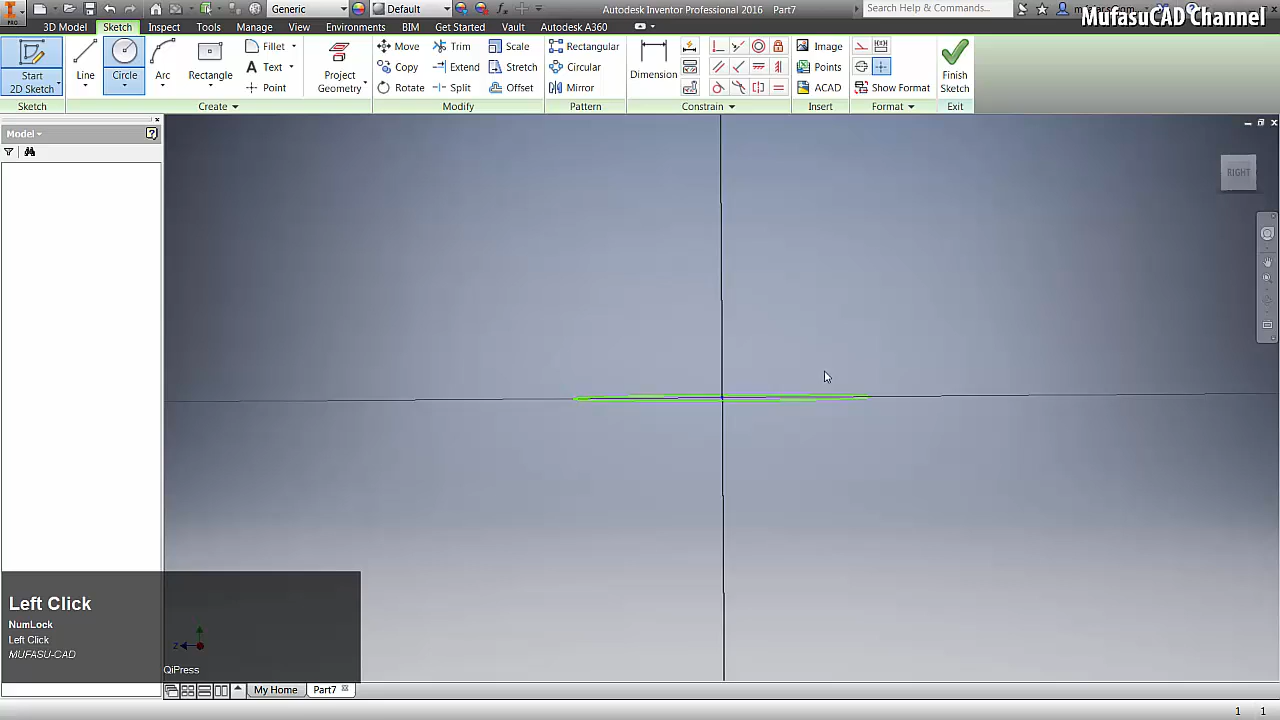 Generic
Default
Autodesk Inventor Professional 2016 Part7
Search Help & Commands...
MufasuCAD Channel
PRO
3D Model
Sketch
Inspect
Tools
Manage
View
Environments
BIM
Get Started
Vault
Autodesk A360
Start
2D Sketch
Line
Circle
Arc
Rectangle
Fillet
Text
Point
Project
Geometry
Move
Copy
Rotate
Trim
Extend
Split
Scale
Stretch
Offset
Rectangular
Circular
Mirror
Dimension
Image
Points
ACAD
Show Format
Finish
Sketch
Sketch
Create
Modify
Pattern
Constrain
Insert
Format
Exit
Model
RIGHT
Left Click
NumLock
Left Click
MUFASU-CAD
Z
QiPress
My Home
Part7
1 1